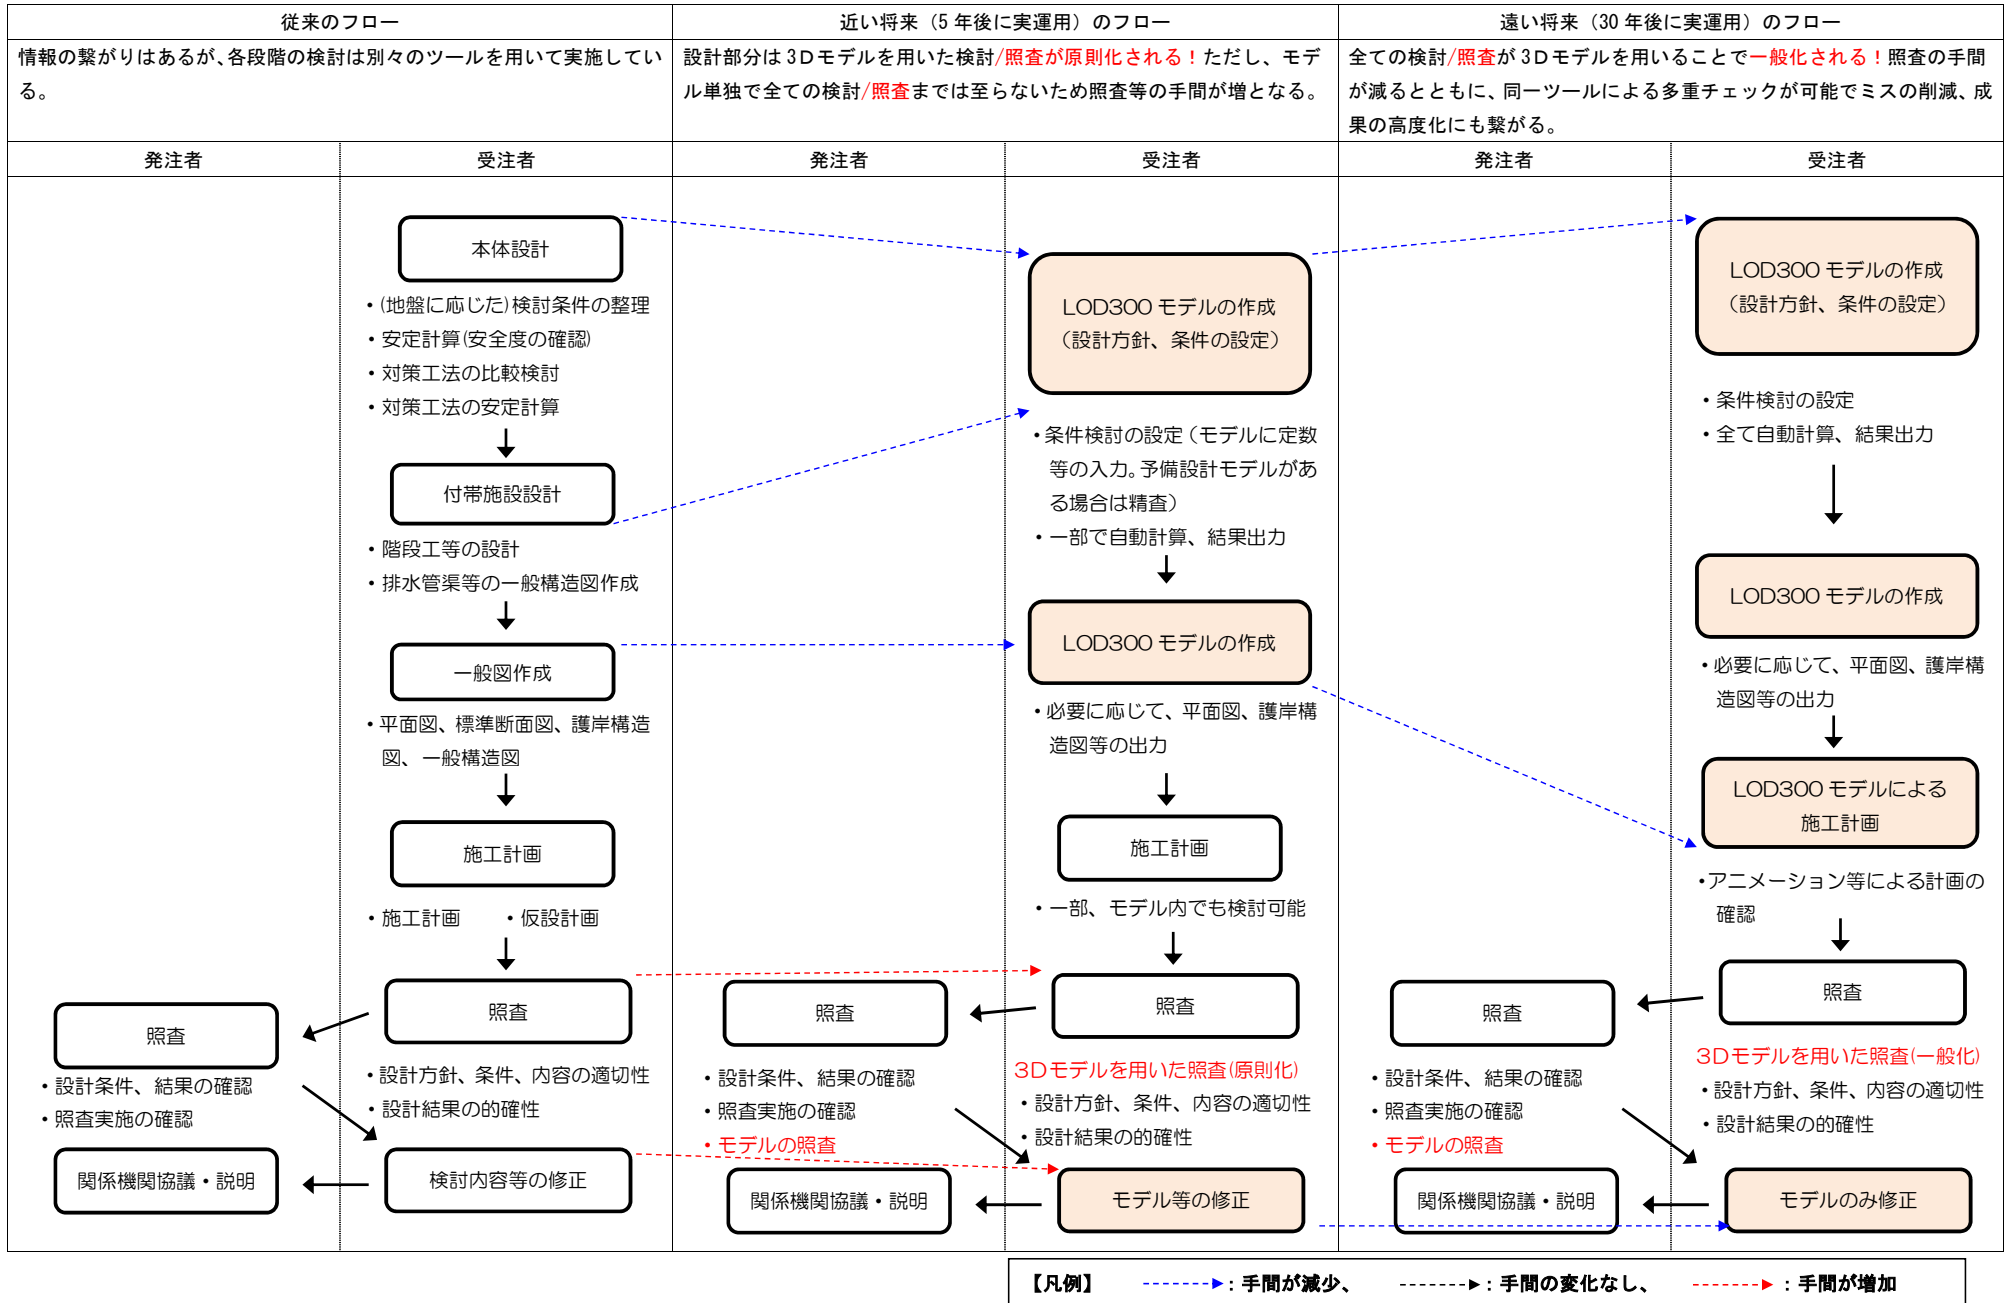 従来のフロー
情報の繋がりはあるが、各段階の検討は別々のツールを用いて実施してい
る。
発注者
受注者
本体設計
・(地盤に応じた)検討条件の整理
・安定計算(安全度の確認)
・対策工法の比較検討
・対策工法の安定計算
付帯施設設計
・階段工等の設計
・排水管渠等の一般構造図作成
一般図作成
・平面図、標準断面図、護岸構造
図、一般構造図
施工計画
・施工計画 ・仮設計画
照査
・設計方針、条件、内容の適切性
・設計結果の的確性
照査
・設計条件、結果の確認
・照査実施の確認
検討内容等の修正
関係機関協議・説明
近い将来（5 年後に実運用）のフロー
設計部分は3Dモデルを用いた検討/照査が原則化される！ただし、モデ
ル単独で全ての検討/照査までは至らないため照査等の手間が増となる。
発注者
受注者
LOD300 モデルの作成
（設計方針、条件の設定）
・条件検討の設定（モデルに定数
等の入力。予備設計モデルがあ
る場合は精査）
・一部で自動計算、結果出力
LOD300 モデルの作成
・必要に応じて、平面図、護岸構
造図等の出力
施工計画
・一部、モデル内でも検討可能
照査
3Dモデルを用いた照査(原則化)
・設計方針、条件、内容の適切性
・設計結果の的確性
照査
・設計条件、結果の確認
・照査実施の確認
・モデルの照査
モデル等の修正
関係機関協議・説明
遠い将来（30 年後に実運用）のフロー
全ての検討/照査が3Dモデルを用いることで一般化される！照査の手間
が減るとともに、同一ツールによる多重チェックが可能でミスの削減、成
果の高度化にも繋がる。
発注者
受注者
LOD300 モデルの作成
（設計方針、条件の設定）
・条件検討の設定
・全て自動計算、結果出力
LOD300 モデルの作成
・必要に応じて、平面図、護岸構
造図等の出力
LOD300 モデルによる
施工計画
・アニメーション等による計画の
確認
照査
3Dモデルを用いた照査(一般化)
・設計方針、条件、内容の適切性
・設計結果の的確性
照査
・設計条件、結果の確認
・照査実施の確認
・モデルの照査
モデルのみ修正
関係機関協議・説明
【凡例】 ：手間が減少、 ：手間の変化なし、 ：手間が増加